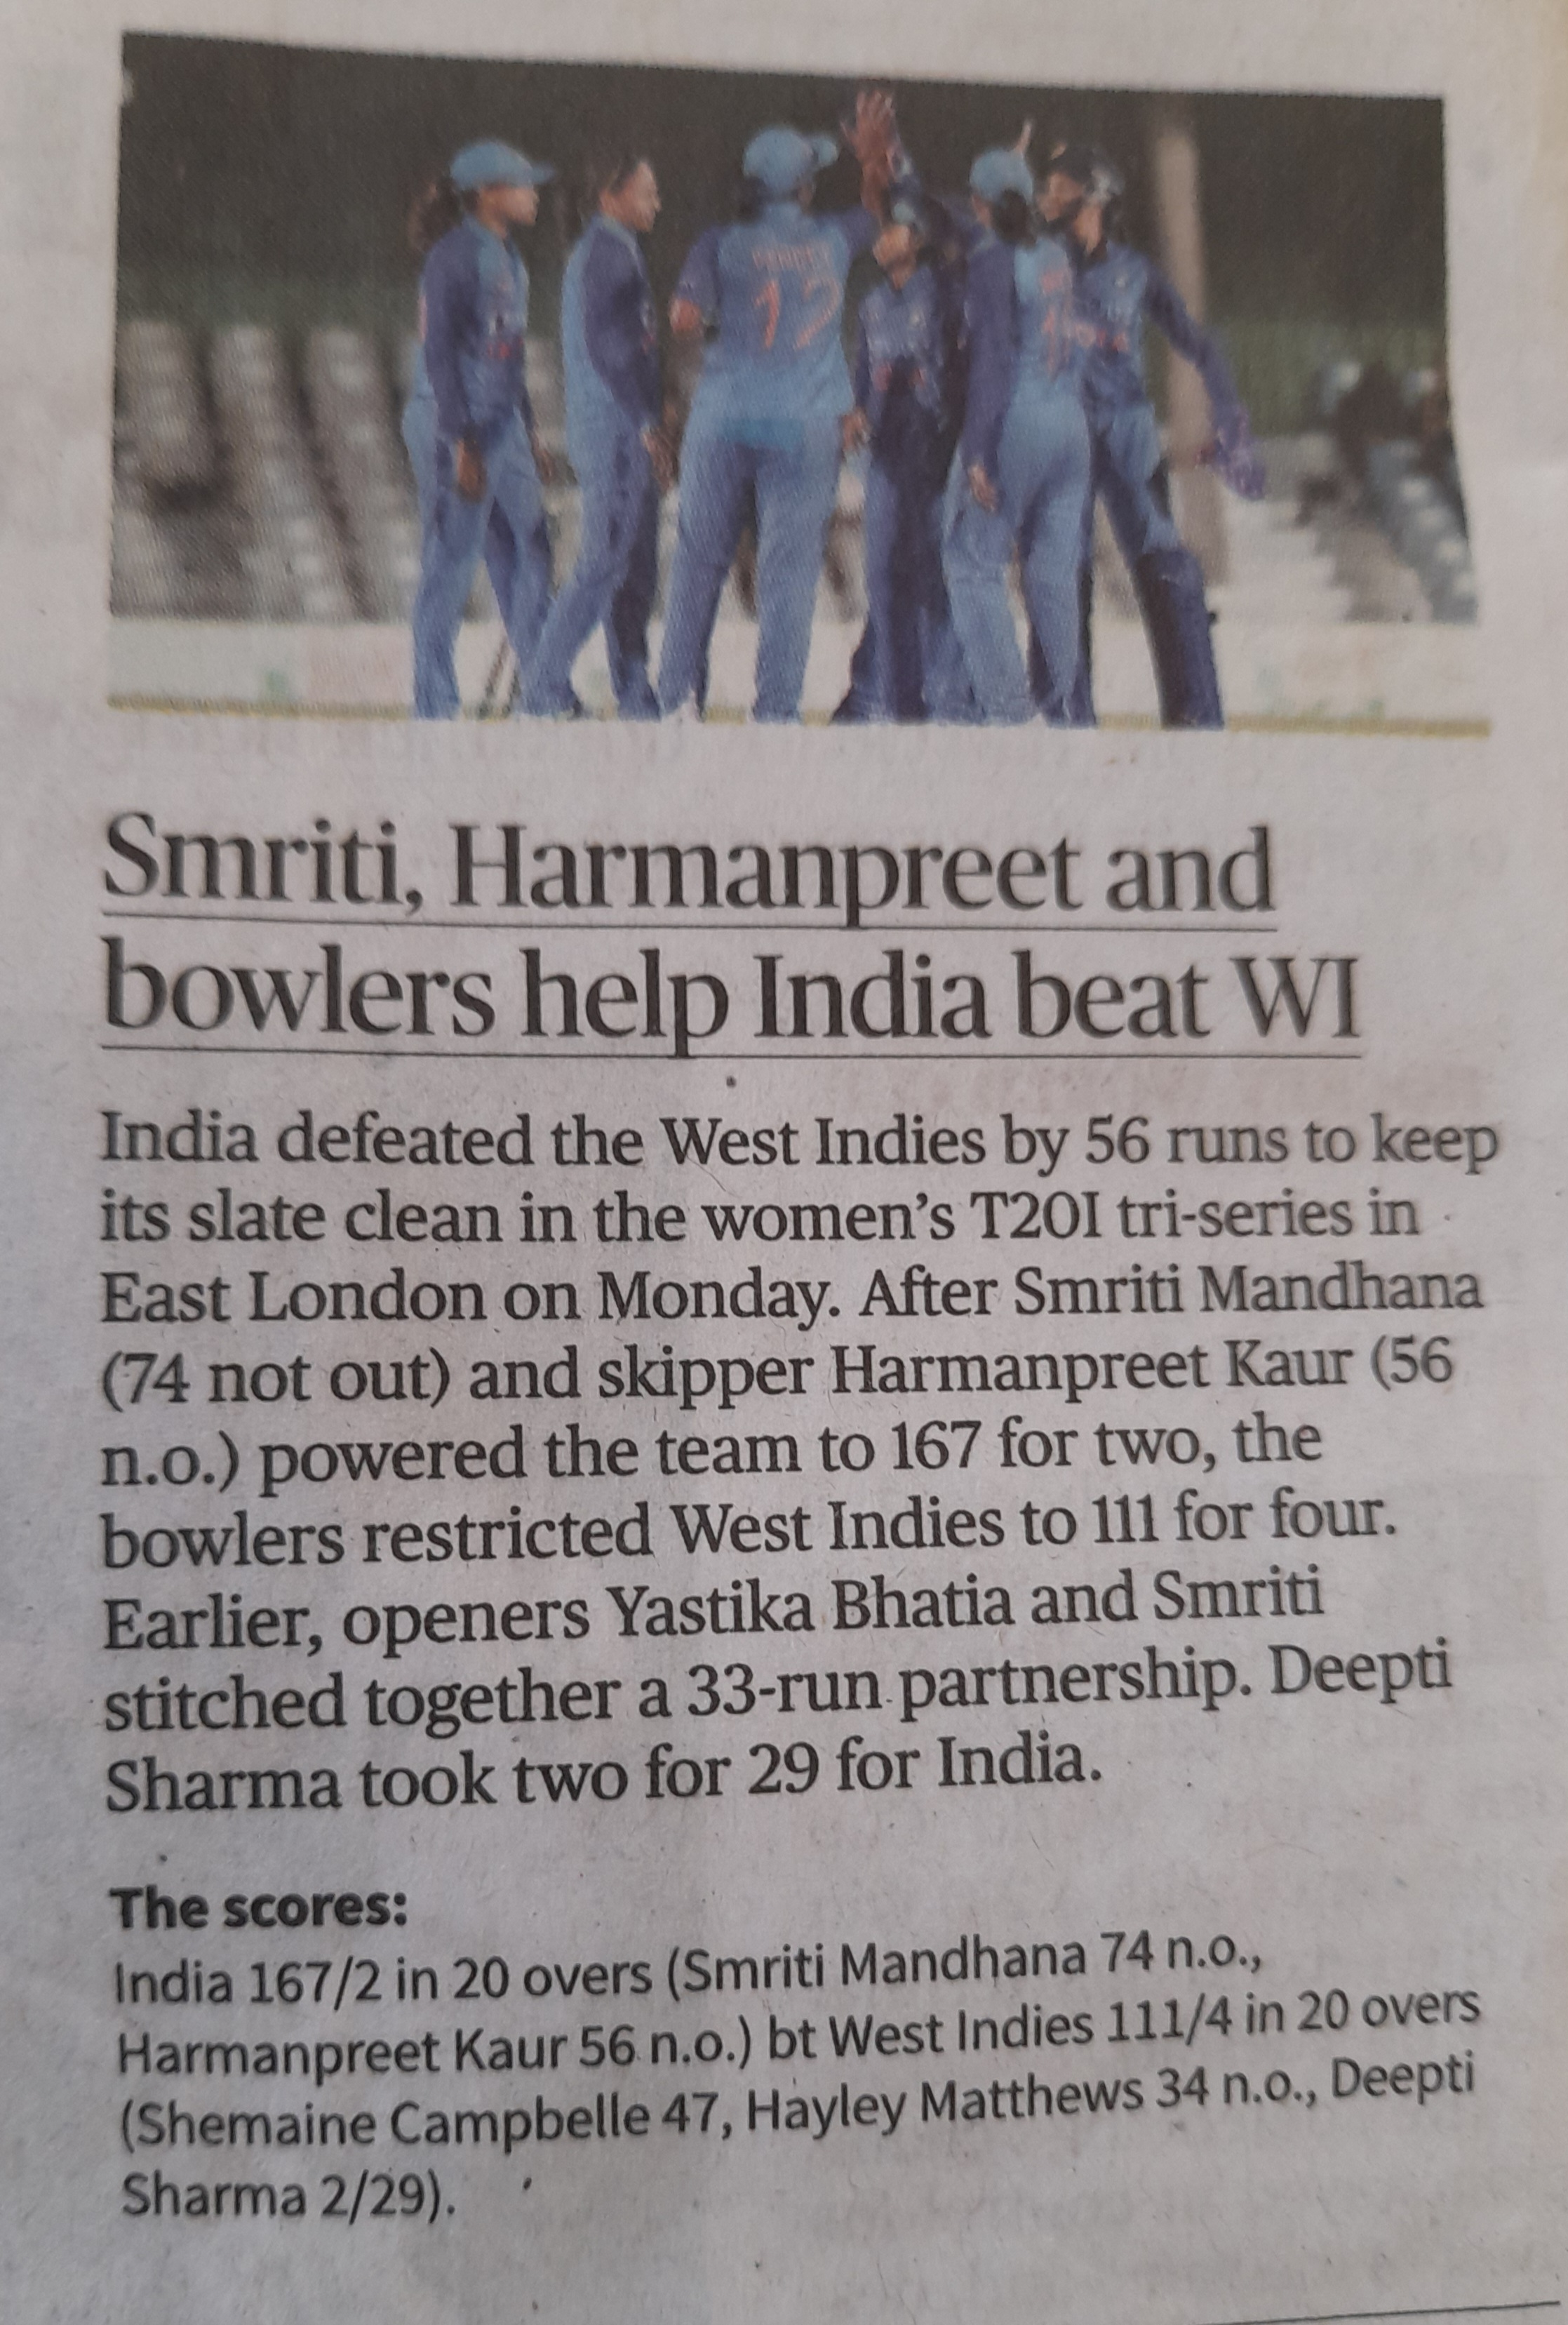 Smriti, Harmanpreet and
bowlers help India beat WI
India defeated the West Indies by 56 runs to keep
its slate clean in the women's T20I tri-series in
East London on Monday. After Smriti Mandhana
(74 not out) and skipper Harmanpreet Kaur (56
n.o.) powered the team to 167 for two, the
bowlers restricted West Indies to 111 for four.
Earlier, openers Yastika Bhatia and Smriti
stitched together a 33-run partnership. Deepti
Sharma took two for 29 for India.
The scores:
India 167/2 in 20 overs (Smriti Mandhana 74 n.o.,
Harmanpreet Kaur 56 n.o.) bt West Indies 111/4 in 20 overs
(Shemaine Campbelle 47, Hayley Matthews 34 n.o., Deepti
Sharma 2/29).